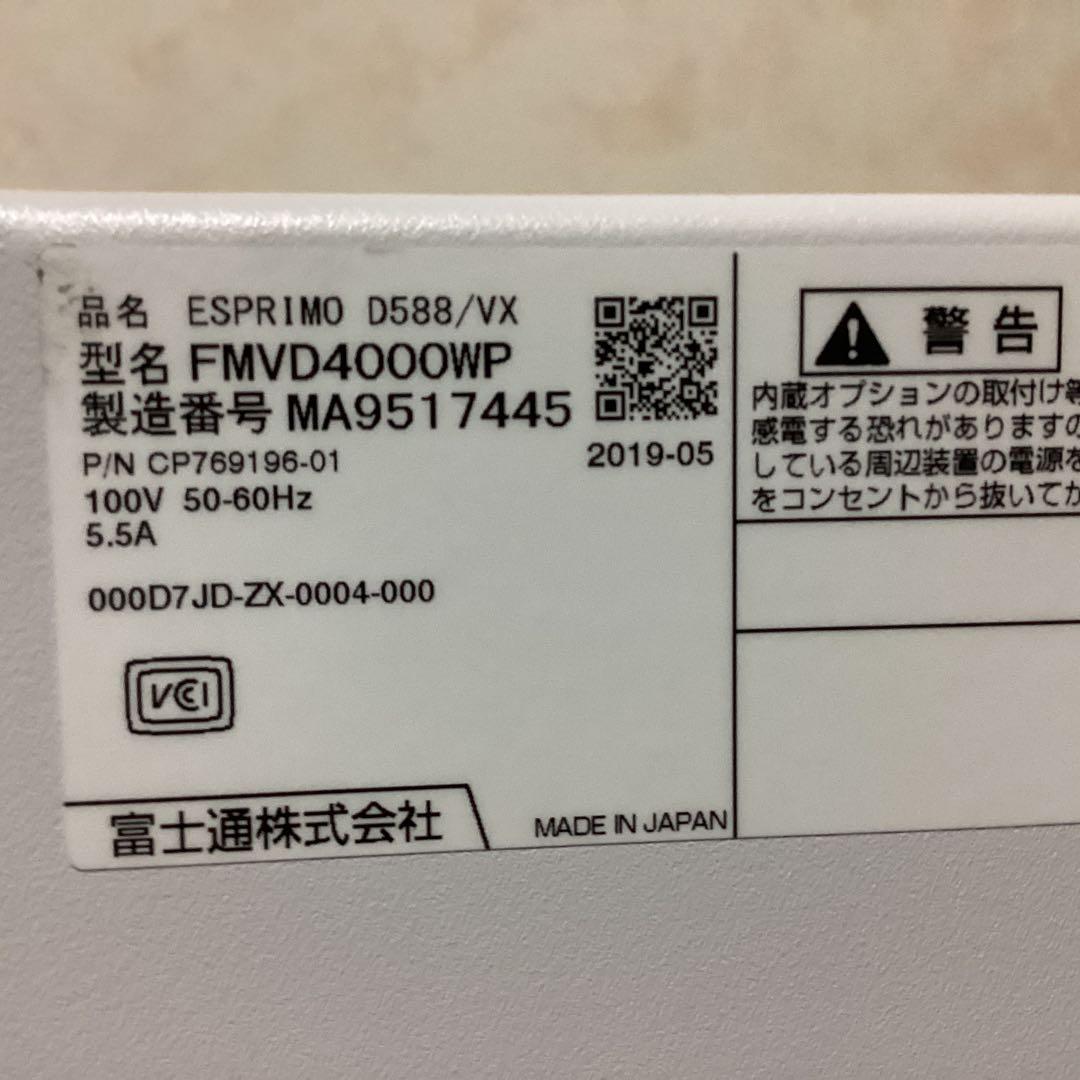 品名 ESPRIMO D588/VX
型名 FMVD4000WP
製造番号 MA9517445
P/N CP769196-01
2019-05
100V 50-60Hz
5.5A
000D7JD-ZX-0004-000
VCI
富士通株式会社
MADE IN JAPAN
警告
内蔵オプションの取付け等
感電する恐れがありますの
している周辺装置の電源を
をコンセントから抜いてか